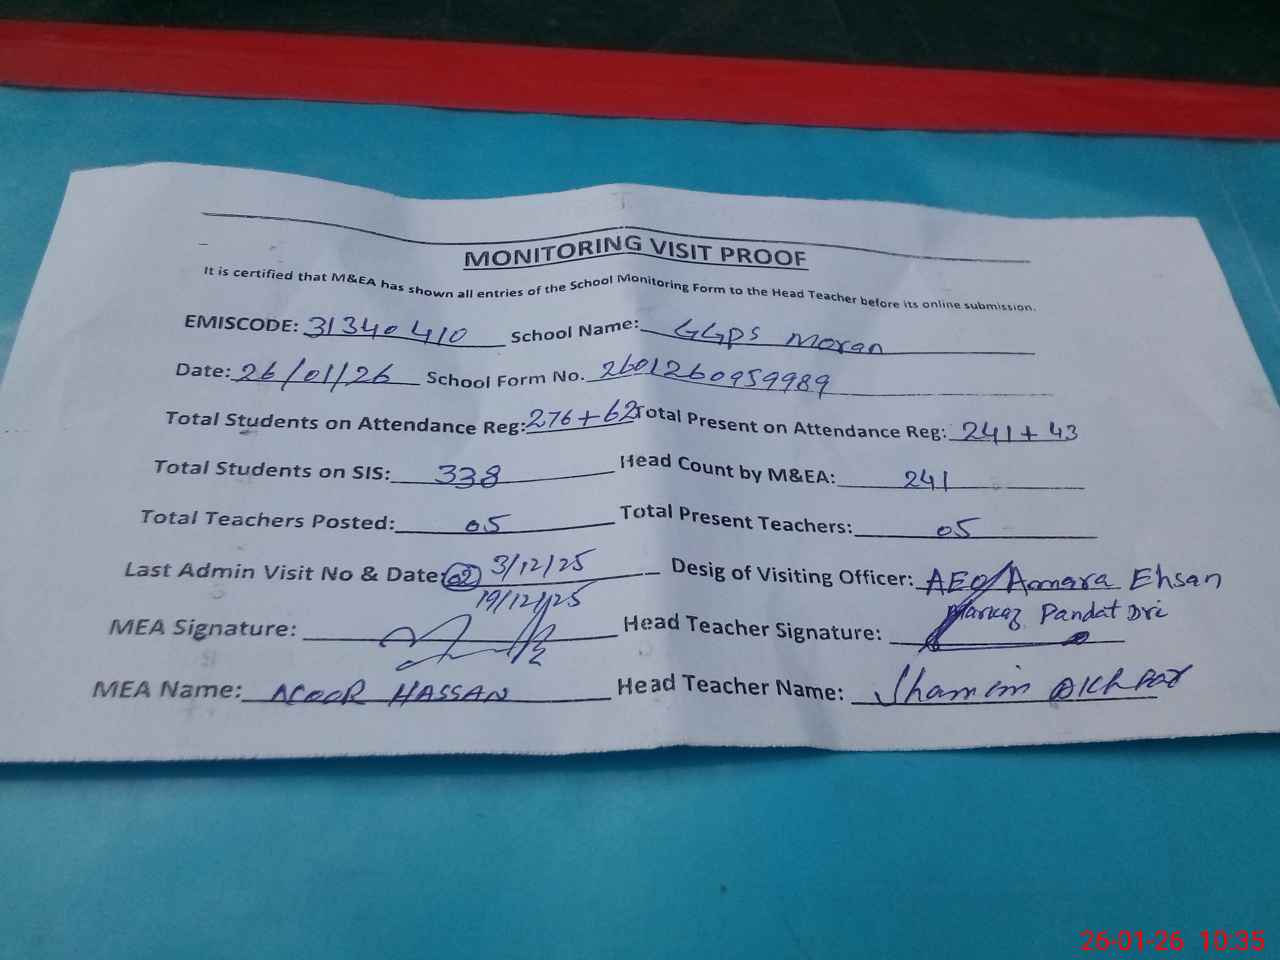 MONITORING VISIT PROOF
It is certified that M&EA has shown all entries of the School Monitoring Form to the Head Teacher before its online submission.
EMISCODE: 31340410 School Name: GGPS Moran
Date: 26/01/26 School Form No. 2601260959989
Total Students on Attendance Reg: 276+62 Total Present on Attendance Reg: 241+43
Total Students on SIS: 338 Head Count by M&EA: 241
Total Teachers Posted: 05 Total Present Teachers: 05
Last Admin Visit No & Date: 02 3/12/25 Desig of Visiting Officer: AEO/Aamara Ehsan
19/12/25 Markaz Pandat Dri
MEA Signature: Head Teacher Signature:
MEA Name: NOOR HASSAN Head Teacher Name: Shamim
26-01-26 10:35